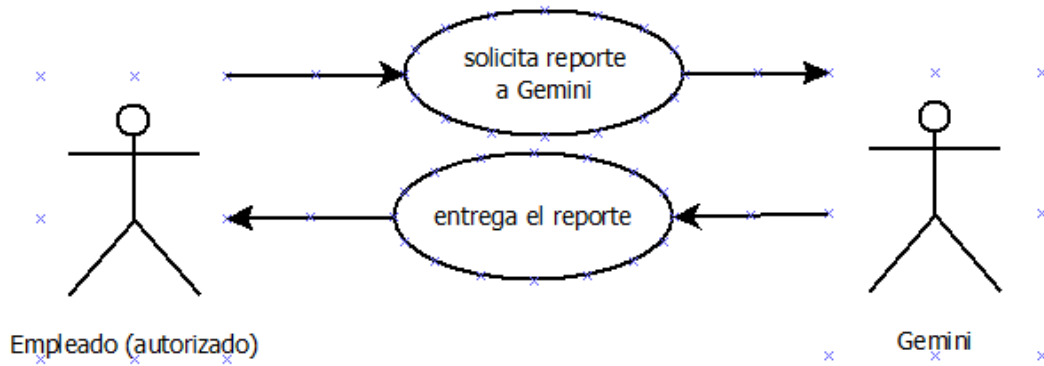 solicita reporte
a Gemini
entrega el reporte
Empleado (autorizado)
Gemini